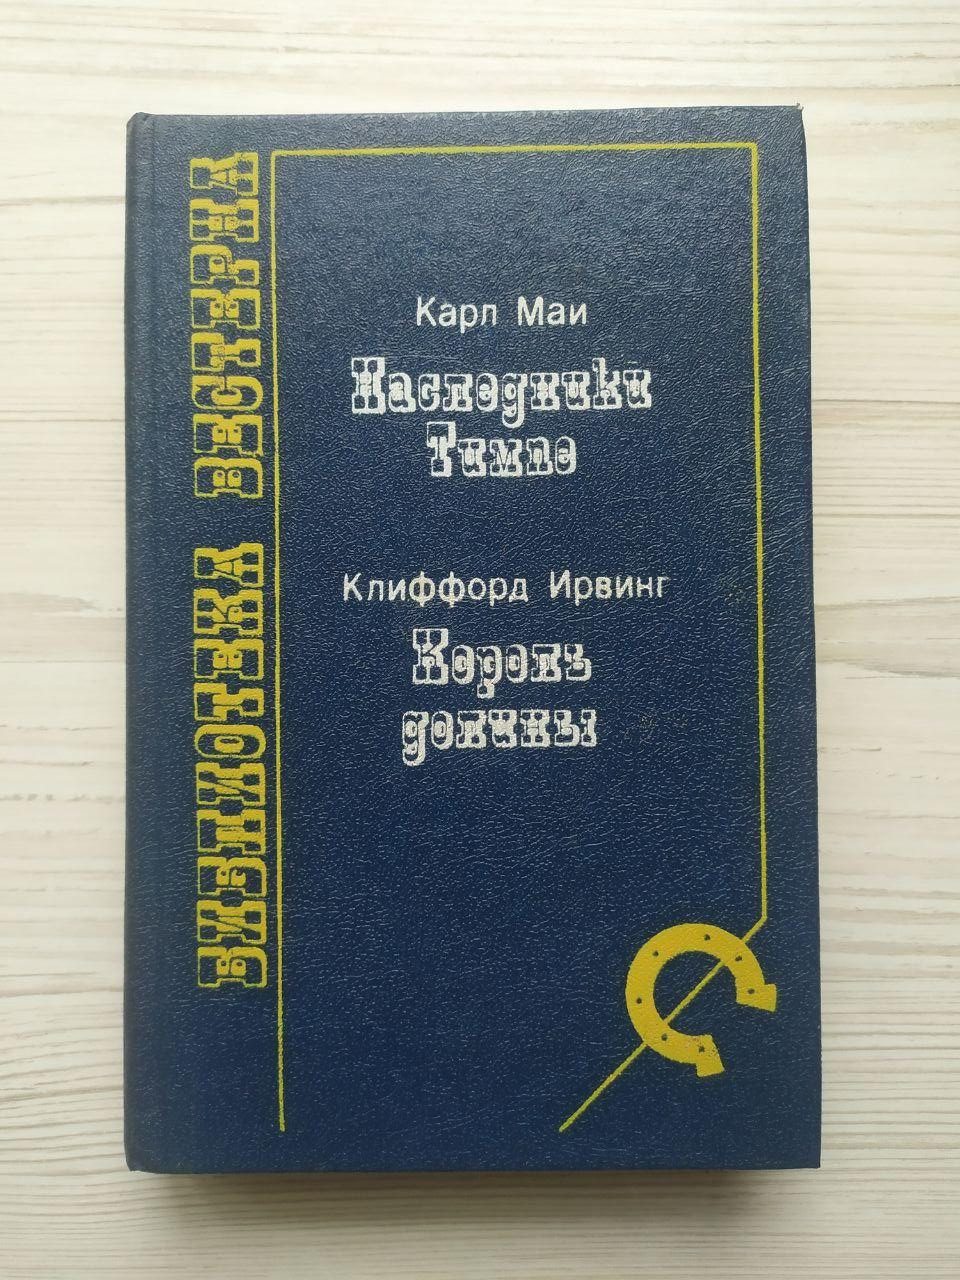 БИБЛИОТЕКА ВЕСТЕРНА
Карл Маи
Наследники
Тимпе
Клиффорд Ирвинг
Король
долины